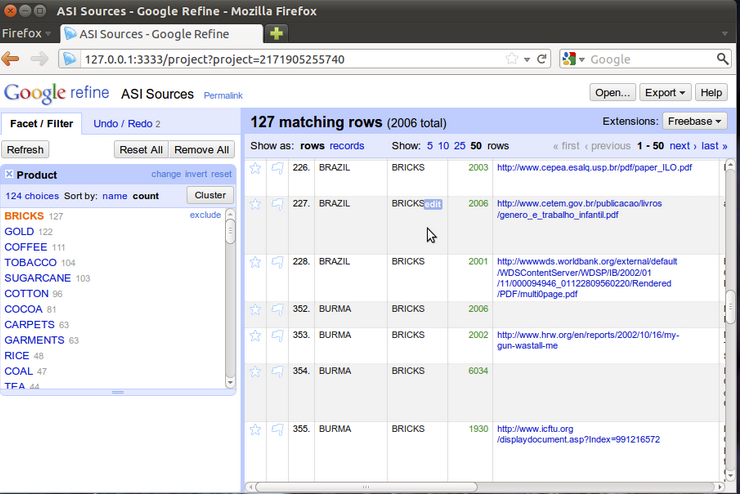 ASI Sources - Google Refine - Mozilla Firefox
Firefox
ASI Sources - Google Refine
127.0.0.1:3333/project?project=2171905255740
Google
Google refine ASI Sources Permalink
Open... Export Help
Facet / Filter Undo / Redo 2
127 matching rows (2006 total)
Extensions: Freebase
Refresh Reset All Remove All
Show as: rows records Show: 5 10 25 50 rows « first ‹ previous 1 - 50 next › last »
Product change invert reset
124 choices Sort by: name count Cluster
BRICKS 127 exclude
GOLD 122
COFFEE 111
TOBACCO 104
SUGARCANE 103
COTTON 96
COCOA 81
CARPETS 63
GARMENTS 63
RICE 48
COAL 47
TEA 44
226. BRAZIL BRICKS 2003 http://www.cepea.esalq.usp.br/pdf/paper_ILO.pdf
227. BRAZIL BRICKS edit 2006 http://www.cetem.gov.br/publicacao/livros
/genero_e_trabalho_infantil.pdf
228. BRAZIL BRICKS 2001 http://wwwwds.worldbank.org/external/default
/WDSContentServer/WDSP/IB/2002/01
/11/000094946_01122809560220/Rendered
/PDF/multi0page.pdf
352. BURMA BRICKS 2006
353. BURMA BRICKS 2002 http://www.hrw.org/en/reports/2002/10/16/my-
gun-wastall-me
354. BURMA BRICKS 6034
355. BURMA BRICKS 1930 http://www.icftu.org
/displaydocument.asp?Index=991216572